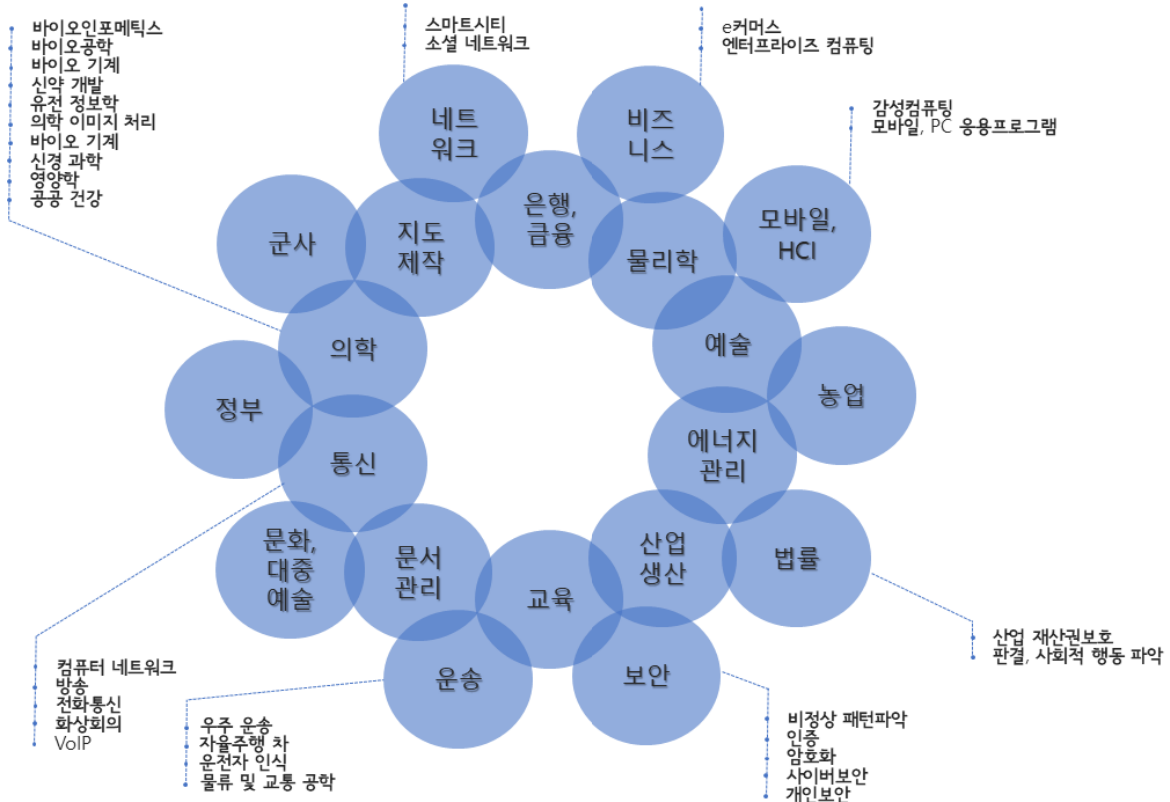 바이오인포메틱스
바이오공학
바이오 기계
신약 개발
유전 정보학
의학 이미지 처리
바이오 기계
신경 과학
영양학
공용 건강
스마트시티
소셜 네트워크
e커머스
엔터프라이즈 컴퓨팅
감성컴퓨팅
모바일, PC 응용프로그램
네트
워크
비즈
니스
은행,
금융
군사
지도
제작
물리학
모바일,
HCI
의학
예술
정부
농업
통신
에너지
관리
문화,
대중
예술
문서
관리
교육
산업
생산
법률
운송
보안
산업 재산권보호
판결, 사회적 행동 파악
컴퓨터 네트워크
방송
전화통신
화상회의
VoIP
우주 운송
자율주행 차
운전자 인식
물류 및 교통 공학
비정상 패턴파악
인증
암호화
사이버보안
개인보안